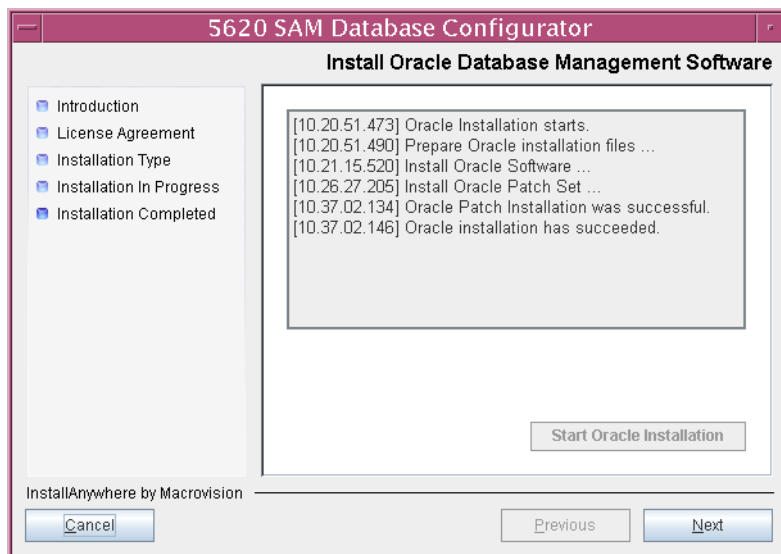 5620 SAM Database Configurator
Install Oracle Database Management Software
Introduction
License Agreement
Installation Type
Installation In Progress
Installation Completed
[10.20.51.473] Oracle Installation starts.
[10.20.51.490] Prepare Oracle installation files ...
[10.21.15.520] Install Oracle Software ...
[10.26.27.205] Install Oracle Patch Set ...
[10.37.02.134] Oracle Patch Installation was successful.
[10.37.02.146] Oracle installation has succeeded.
Start Oracle Installation
InstallAnywhere by Macrovision
Cancel
Previous
Next